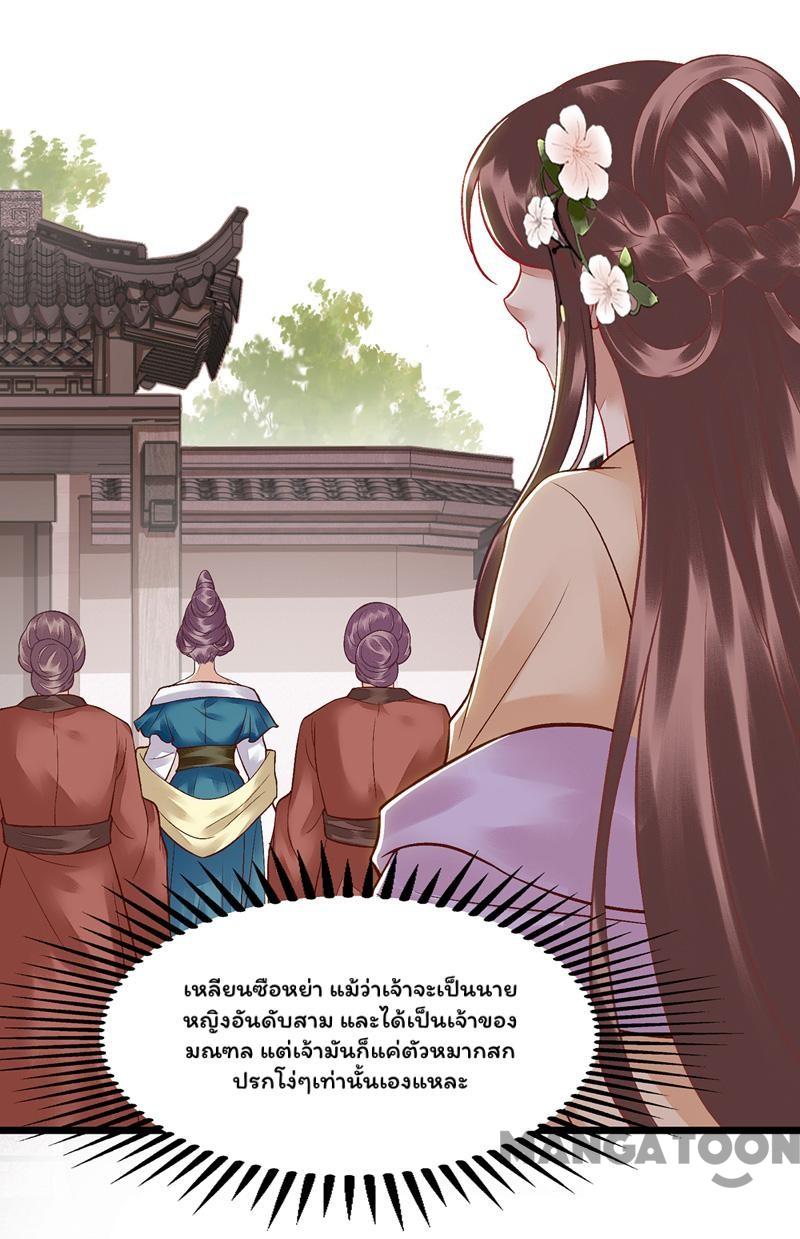 เหลียนซือหย่า แม้ว่าเจ้าจะเป็นนาย
หญิงอันดับสาม และได้เป็นเจ้าของ
มณฑล แต่เจ้ามันก็แค่ตัวหมากสก
ปรกโง่ๆเท่านั้นเองแหละ
MANGATOON